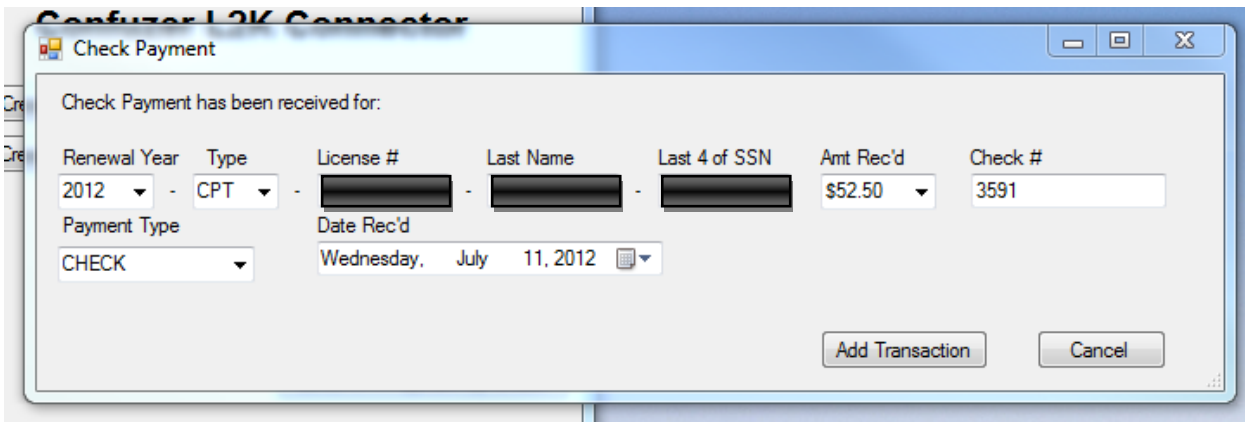 Confuzer L2K Connector
Check Payment
Check Payment has been received for:
Cre
Cre
Renewal Year Type License # Last Name Last 4 of SSN Amt Rec'd Check #
2012 - CPT - - - $52.50 3591
Payment Type Date Rec'd
CHECK Wednesday, July 11, 2012
Add Transaction Cancel